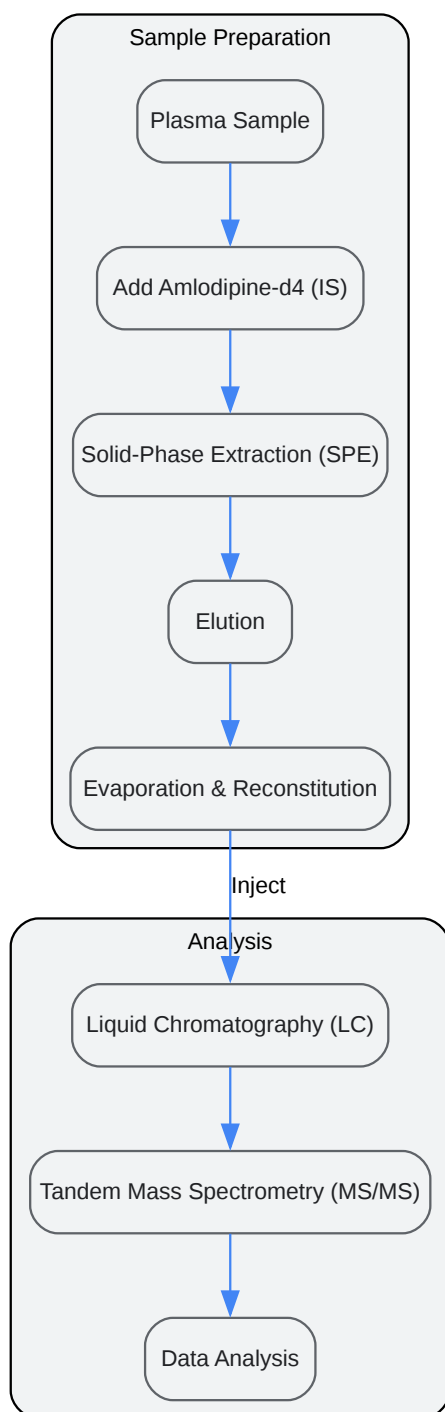 Sample Preparation
Plasma Sample
Add Amlodipine-d4 (IS)
Solid-Phase Extraction (SPE)
Elution
Evaporation & Reconstitution
Inject
Analysis
Liquid Chromatography (LC)
Tandem Mass Spectrometry (MS/MS)
Data Analysis